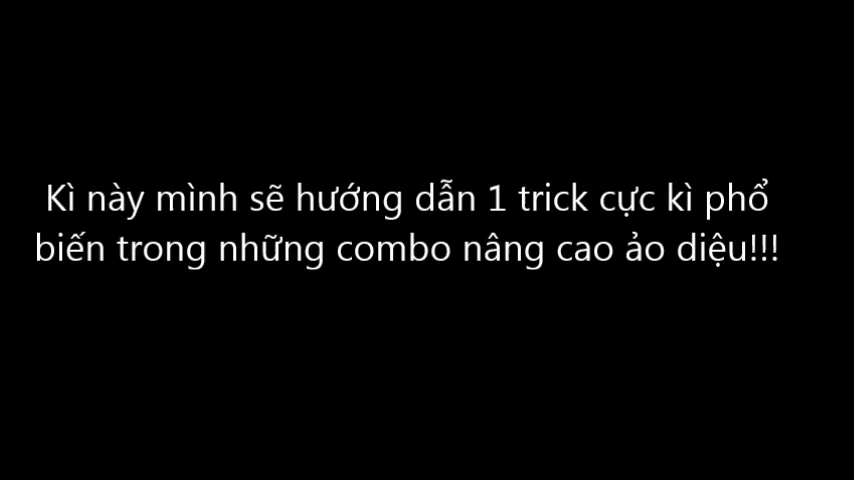 Kì này mình sẽ hướng dẫn 1 trick cực kì phổ
biến trong những combo nâng cao ảo diệu!!!